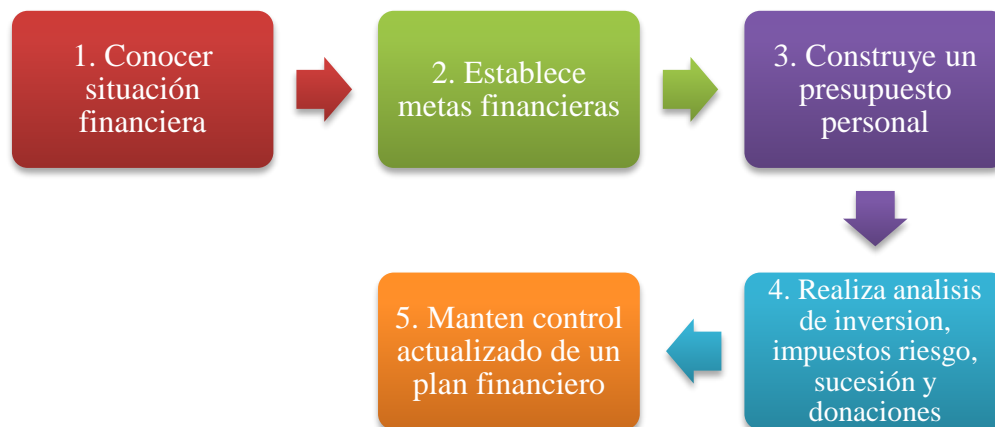 1. Conocer
situación
financiera
2. Establece
metas financieras
3. Construye un
presupuesto
personal
4. Realiza analisis
de inversion,
impuestos riesgo,
sucesión y
donaciones
5. Manten control
actualizado de un
plan financiero